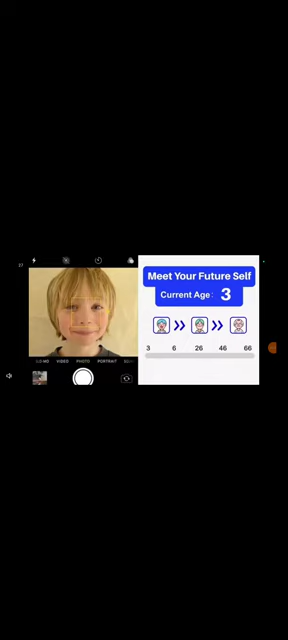 Meet Your Future Self
Current Age: 3
3 6 26 46 66
VIDEO PHOTO PORTRAIT